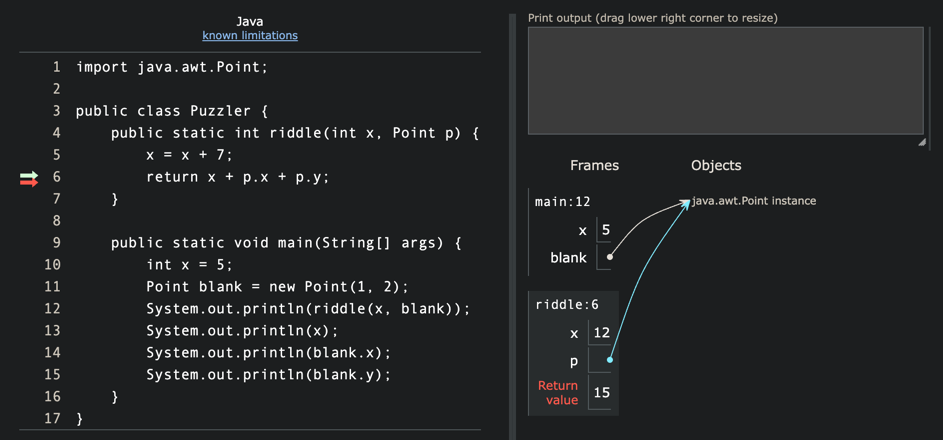 Java
known limitations
1 import java.awt.Point;
2
3 public class Puzzler {
4     public static int riddle(int x, Point p) {
5         x = x + 7;
6         return x + p.x + p.y;
7     }
8
9     public static void main(String[] args) {
10         int x = 5;
11         Point blank = new Point(1, 2);
12         System.out.println(riddle(x, blank));
13         System.out.println(x);
14         System.out.println(blank.x);
15         System.out.println(blank.y);
16     }
17 }
Print output (drag lower right corner to resize)
Frames Objects
main:12
x 5
blank
java.awt.Point instance
riddle:6
x 12
p
Return
value 15